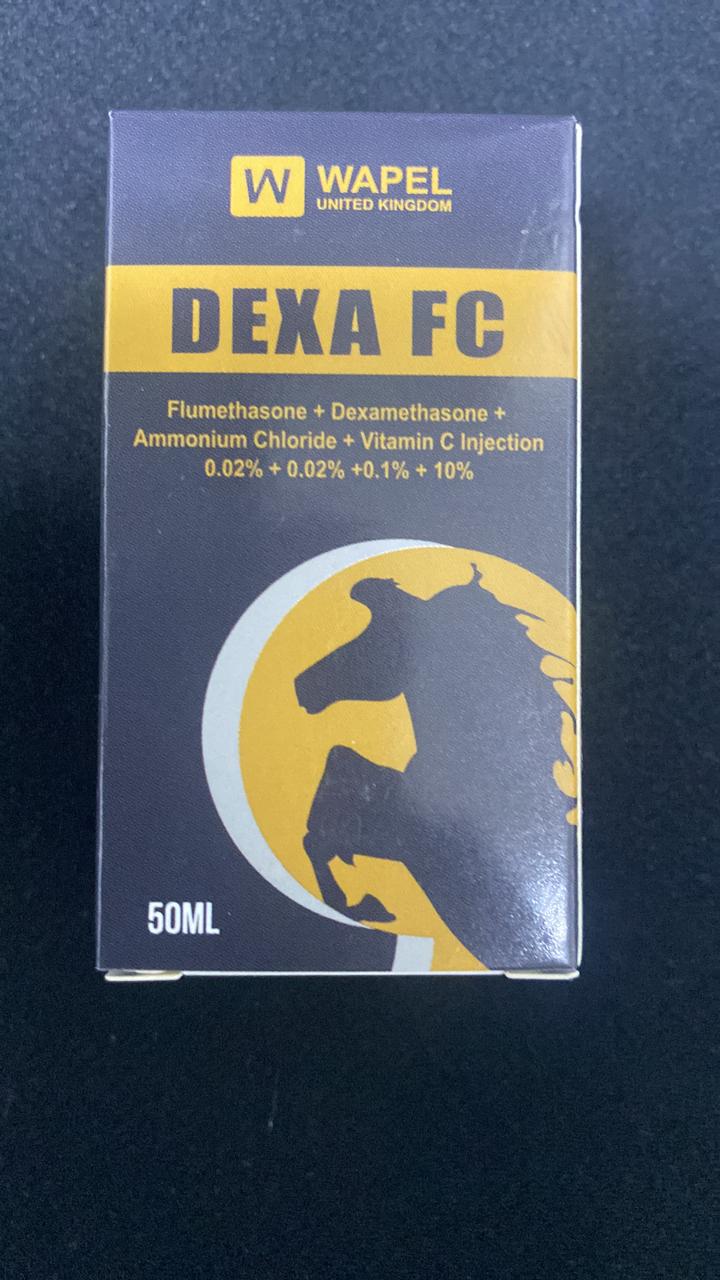 W WAPEL
UNITED KINGDOM
DEXA FC
Flumethasone + Dexamethasone +
Ammonium Chloride + Vitamin C Injection
0.02% + 0.02% +0.1% + 10%
50ML